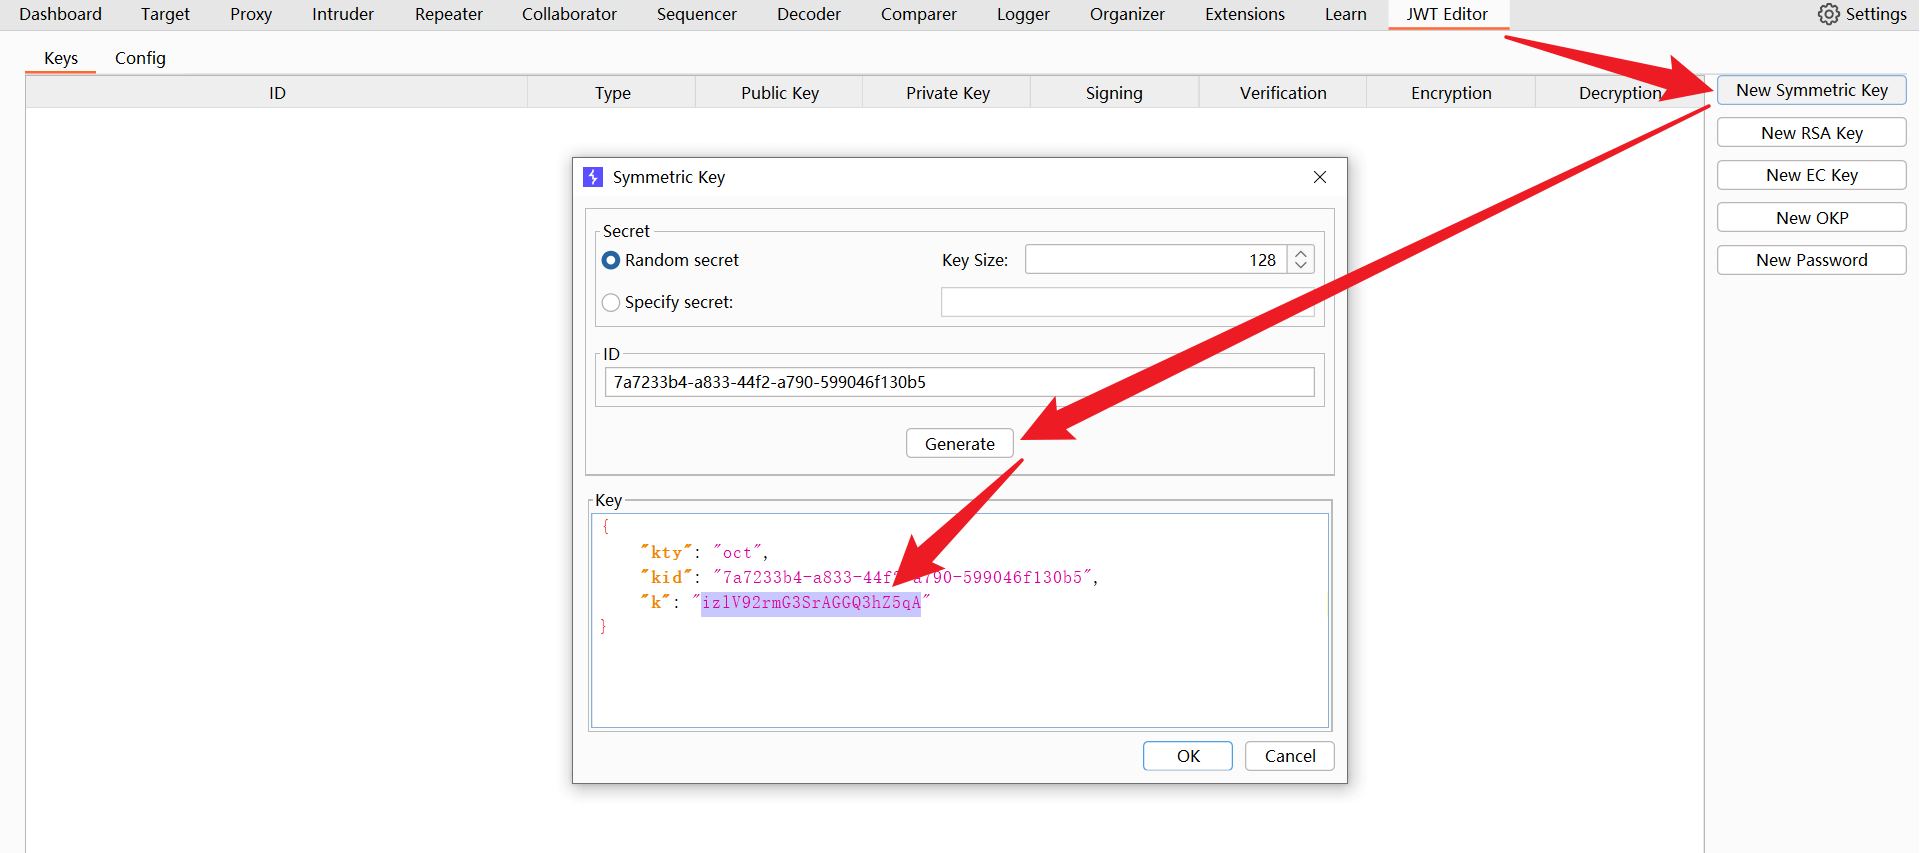 Dashboard Target Proxy Intruder Repeater Collaborator Sequencer Decoder Comparer Logger Organizer Extensions Learn JWT Editor Settings
Keys Config
ID Type Public Key Private Key Signing Verification Encryption Decryption
New Symmetric Key
New RSA Key
New EC Key
New OKP
New Password
Symmetric Key
Secret
Random secret Key Size: 128
Specify secret:
ID
7a7233b4-a833-44f2-a790-599046f130b5
Generate
Key
{
"kty": "oct",
"kid": "7a7233b4-a833-44f2-a790-599046f130b5",
"k": "izlV92rmG3SrAGGQ3hZ5qA"
}
OK Cancel